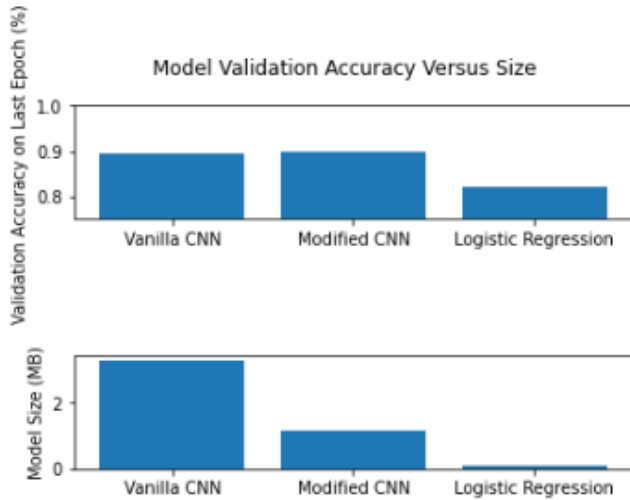 Model Validation Accuracy Versus Size
Validation Accuracy on Last Epoch (%)
1.0
0.9
0.8
Vanilla CNN Modified CNN Logistic Regression
Model Size (MB)
2
0
Vanilla CNN Modified CNN Logistic Regression